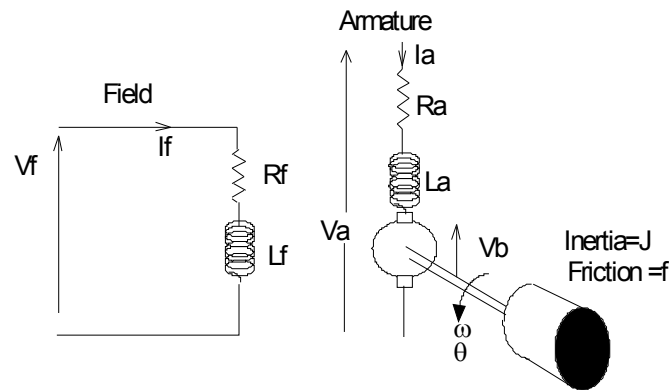 Armature
Ia
Field
Ra
If
Vf
Rf
La
Va
Vb
Lf
Inertia=J
Friction =f
ω
θ